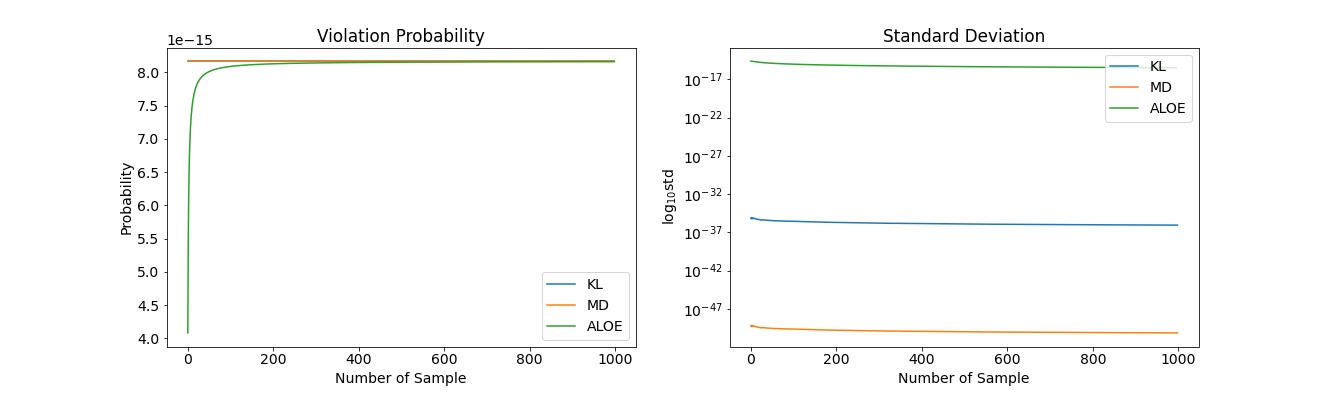 Violation Probability
1e−15
8.0
7.5
7.0
6.5
6.0
5.5
5.0
4.5
4.0
Probability
0 200 400 600 800 1000
Number of Sample
KL
MD
ALOE
Standard Deviation
10⁻¹⁷
10⁻²²
10⁻²⁷
10⁻³²
10⁻³⁷
10⁻⁴²
10⁻⁴⁷
log₁₀std
0 200 400 600 800 1000
Number of Sample
KL
MD
ALOE